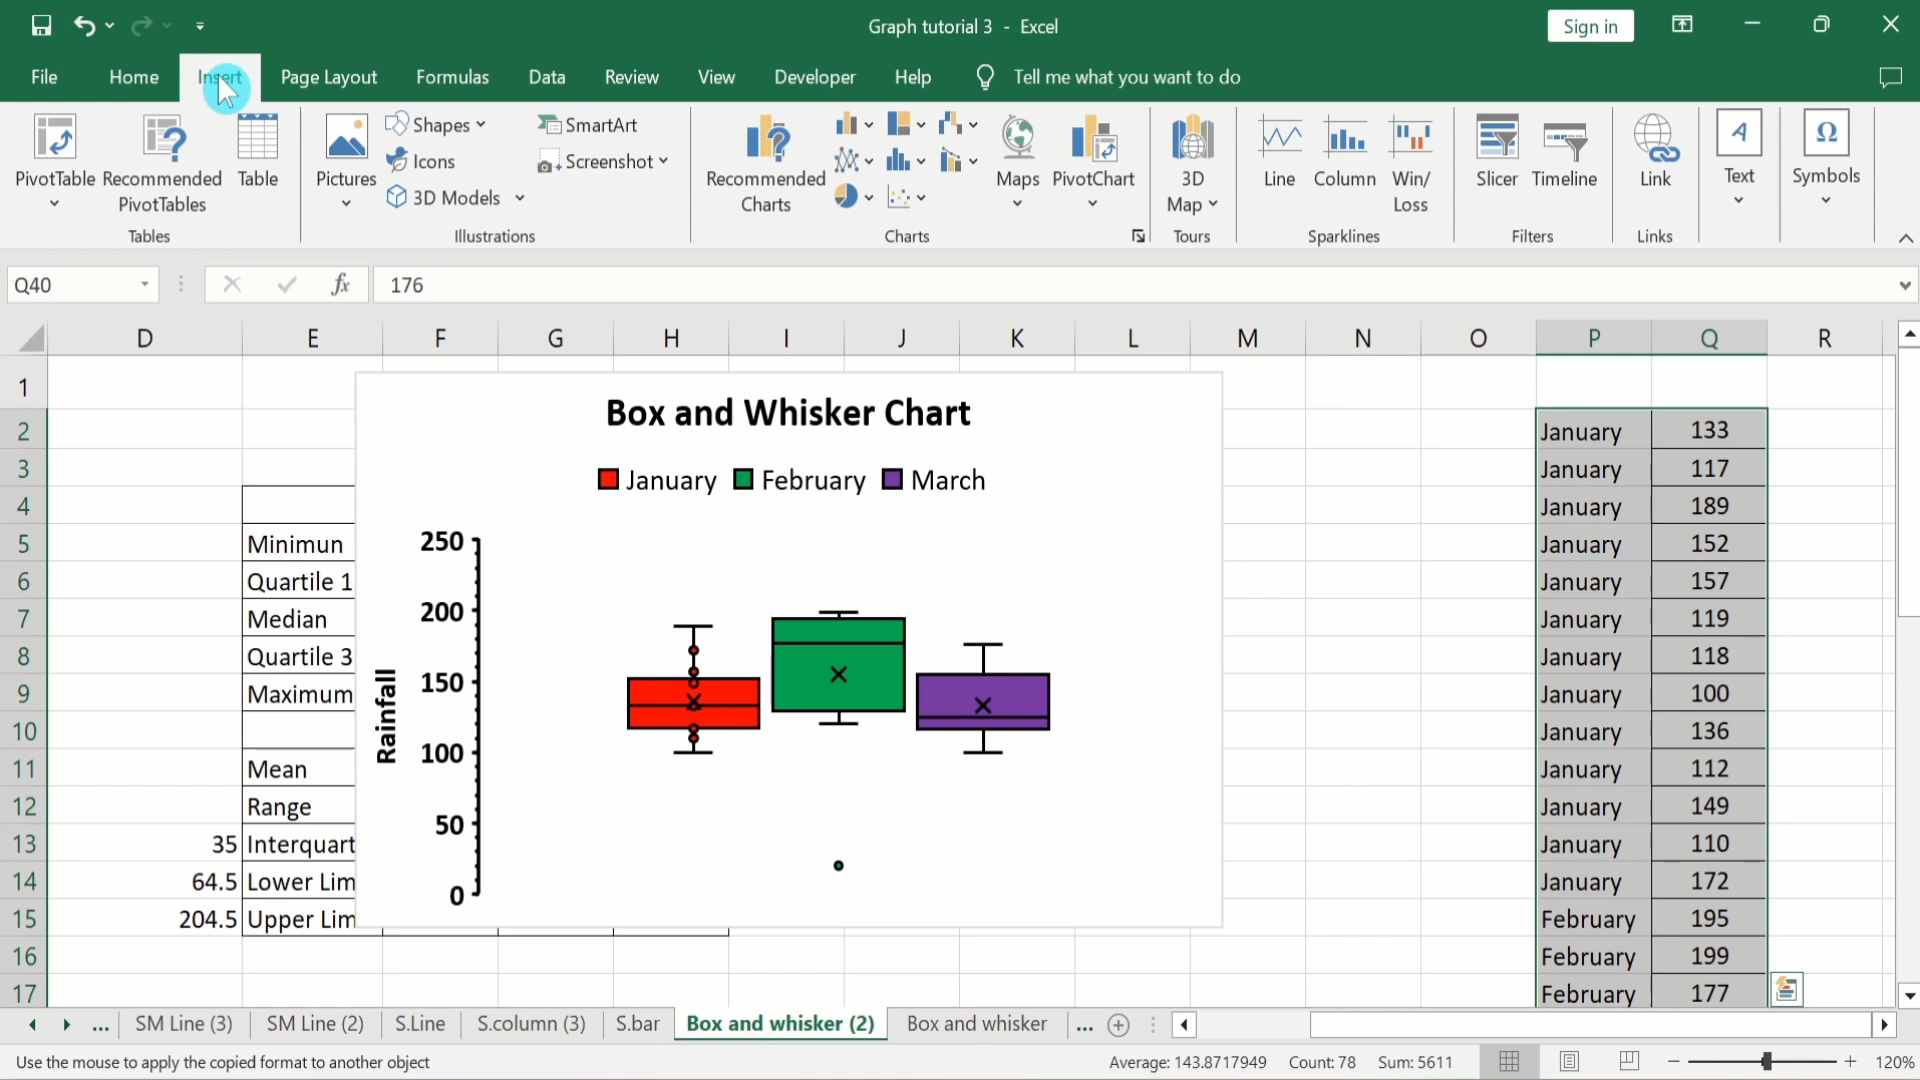 Graph tutorial 3 - Excel
Sign in
File Home Insert Page Layout Formulas Data Review View Developer Help Tell me what you want to do
PivotTable
Recommended PivotTables
Table
Tables
Pictures
Shapes
Icons
3D Models
SmartArt
Screenshot
Illustrations
Recommended Charts
Maps
PivotChart
Charts
3D Map
Tours
Line
Column
Win/ Loss
Sparklines
Slicer
Timeline
Filters
Link
Links
Text
Symbols
Q40 fx 176
D E F G H I J K L M N O P Q R
1
2 January 133
3 January 117
4 January 189
5 Minimun January 152
6 Quartile 1 January 157
7 Median January 119
8 Quartile 3 January 118
9 Maximum January 100
10 January 136
11 Mean January 112
12 Range January 149
13 35 Interquart January 110
14 64.5 Lower Lim January 172
15 204.5 Upper Lim February 195
16 February 199
17 February 177
Box and Whisker Chart
January February March
Rainfall
250
200
150
100
50
0
... SM Line (3) SM Line (2) S.Line S.column (3) S.bar Box and whisker (2) Box and whisker ...
Use the mouse to apply the copied format to another object Average: 143.8717949 Count: 78 Sum: 5611 120%